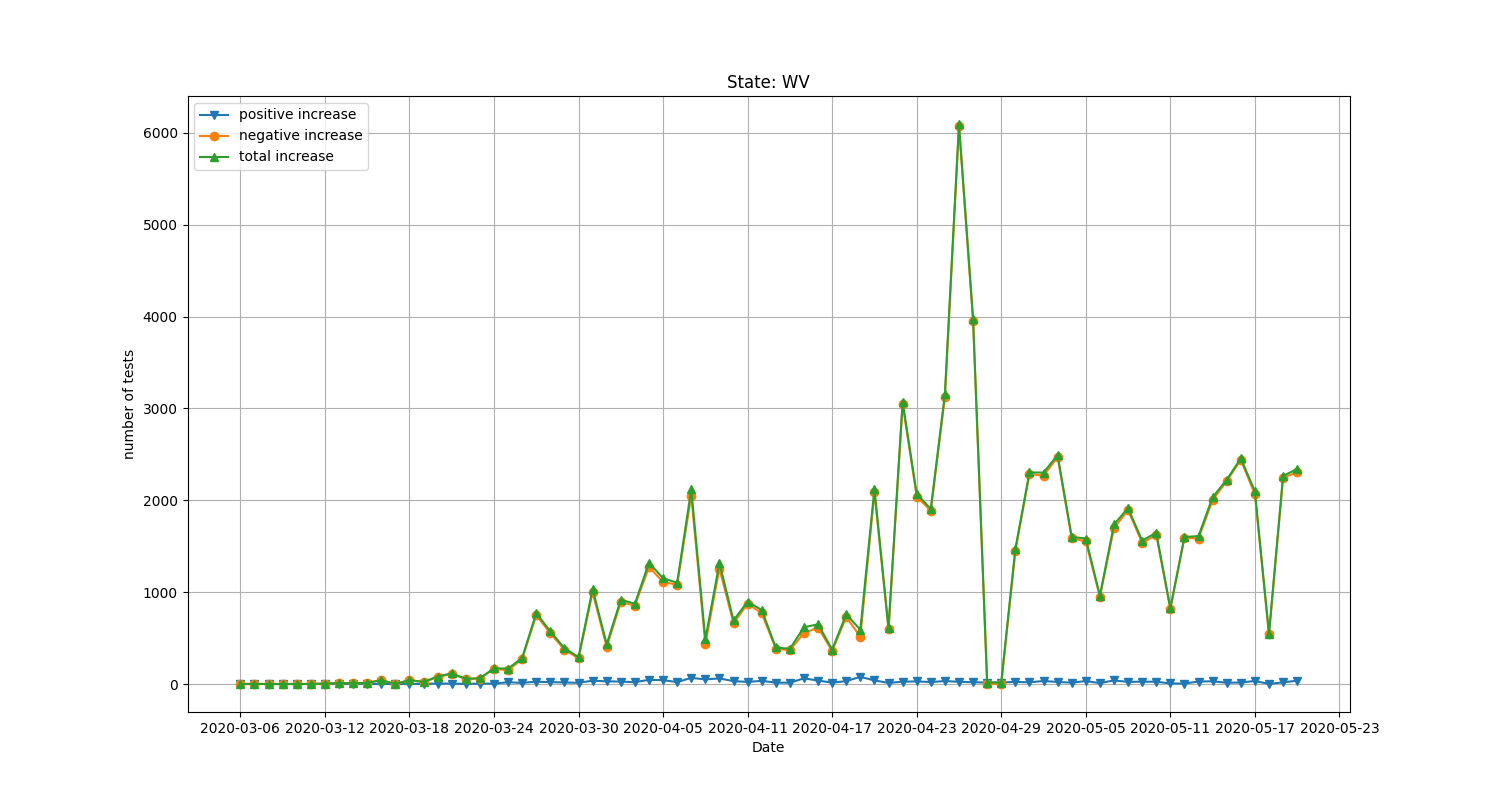 State: WV
positive increase
negative increase
total increase
6000
5000
4000
3000
2000
1000
0
number of tests
2020-03-06 2020-03-12 2020-03-18 2020-03-24 2020-03-30 2020-04-05 2020-04-11 2020-04-17 2020-04-23 2020-04-29 2020-05-05 2020-05-11 2020-05-17 2020-05-23
Date